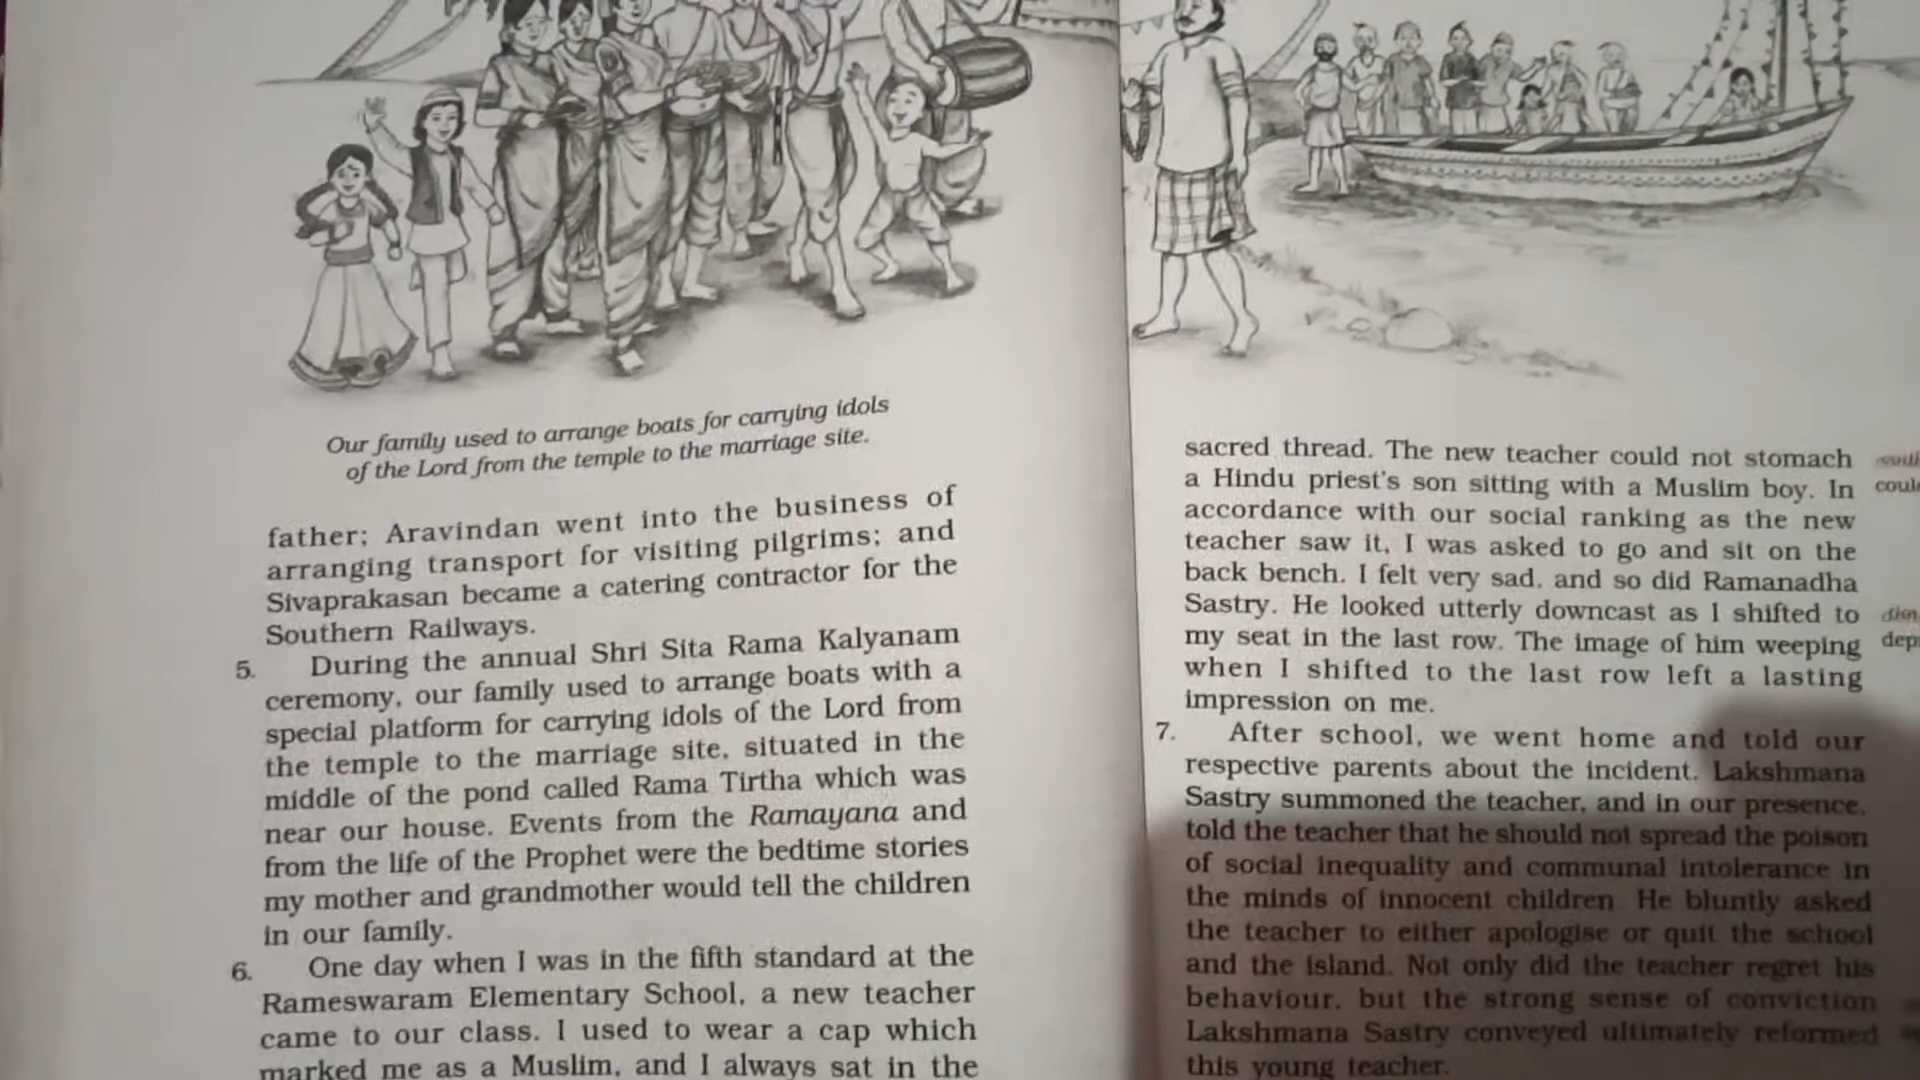 Our family used to arrange boats for carrying idols
of the Lord from the temple to the marriage site.
father; Aravindan went into the business of
arranging transport for visiting pilgrims; and
Sivaprakasan became a catering contractor for the
Southern Railways.
5. During the annual Shri Sita Rama Kalyanam
ceremony, our family used to arrange boats with a
special platform for carrying idols of the Lord from
the temple to the marriage site, situated in the
middle of the pond called Rama Tirtha which was
near our house. Events from the Ramayana and
from the life of the Prophet were the bedtime stories
my mother and grandmother would tell the children
in our family.
6. One day when I was in the fifth standard at the
Rameswaram Elementary School, a new teacher
came to our class. I used to wear a cap which
marked me as a Muslim, and I always sat in the
sacred thread. The new teacher could not stomach
a Hindu priest's son sitting with a Muslim boy. In
accordance with our social ranking as the new
teacher saw it, I was asked to go and sit on the
back bench. I felt very sad, and so did Ramanadha
Sastry. He looked utterly downcast as I shifted to
my seat in the last row. The image of him weeping
when I shifted to the last row left a lasting
impression on me.
7. After school, we went home and told our
respective parents about the incident. Lakshmana
Sastry summoned the teacher, and in our presence,
told the teacher that he should not spread the poison
of social inequality and communal intolerance in
the minds of innocent children. He bluntly asked
the teacher to either apologise or quit the school
and the island. Not only did the teacher regret his
behaviour, but the strong sense of conviction
Lakshmana Sastry conveyed ultimately reformed
this young teacher.